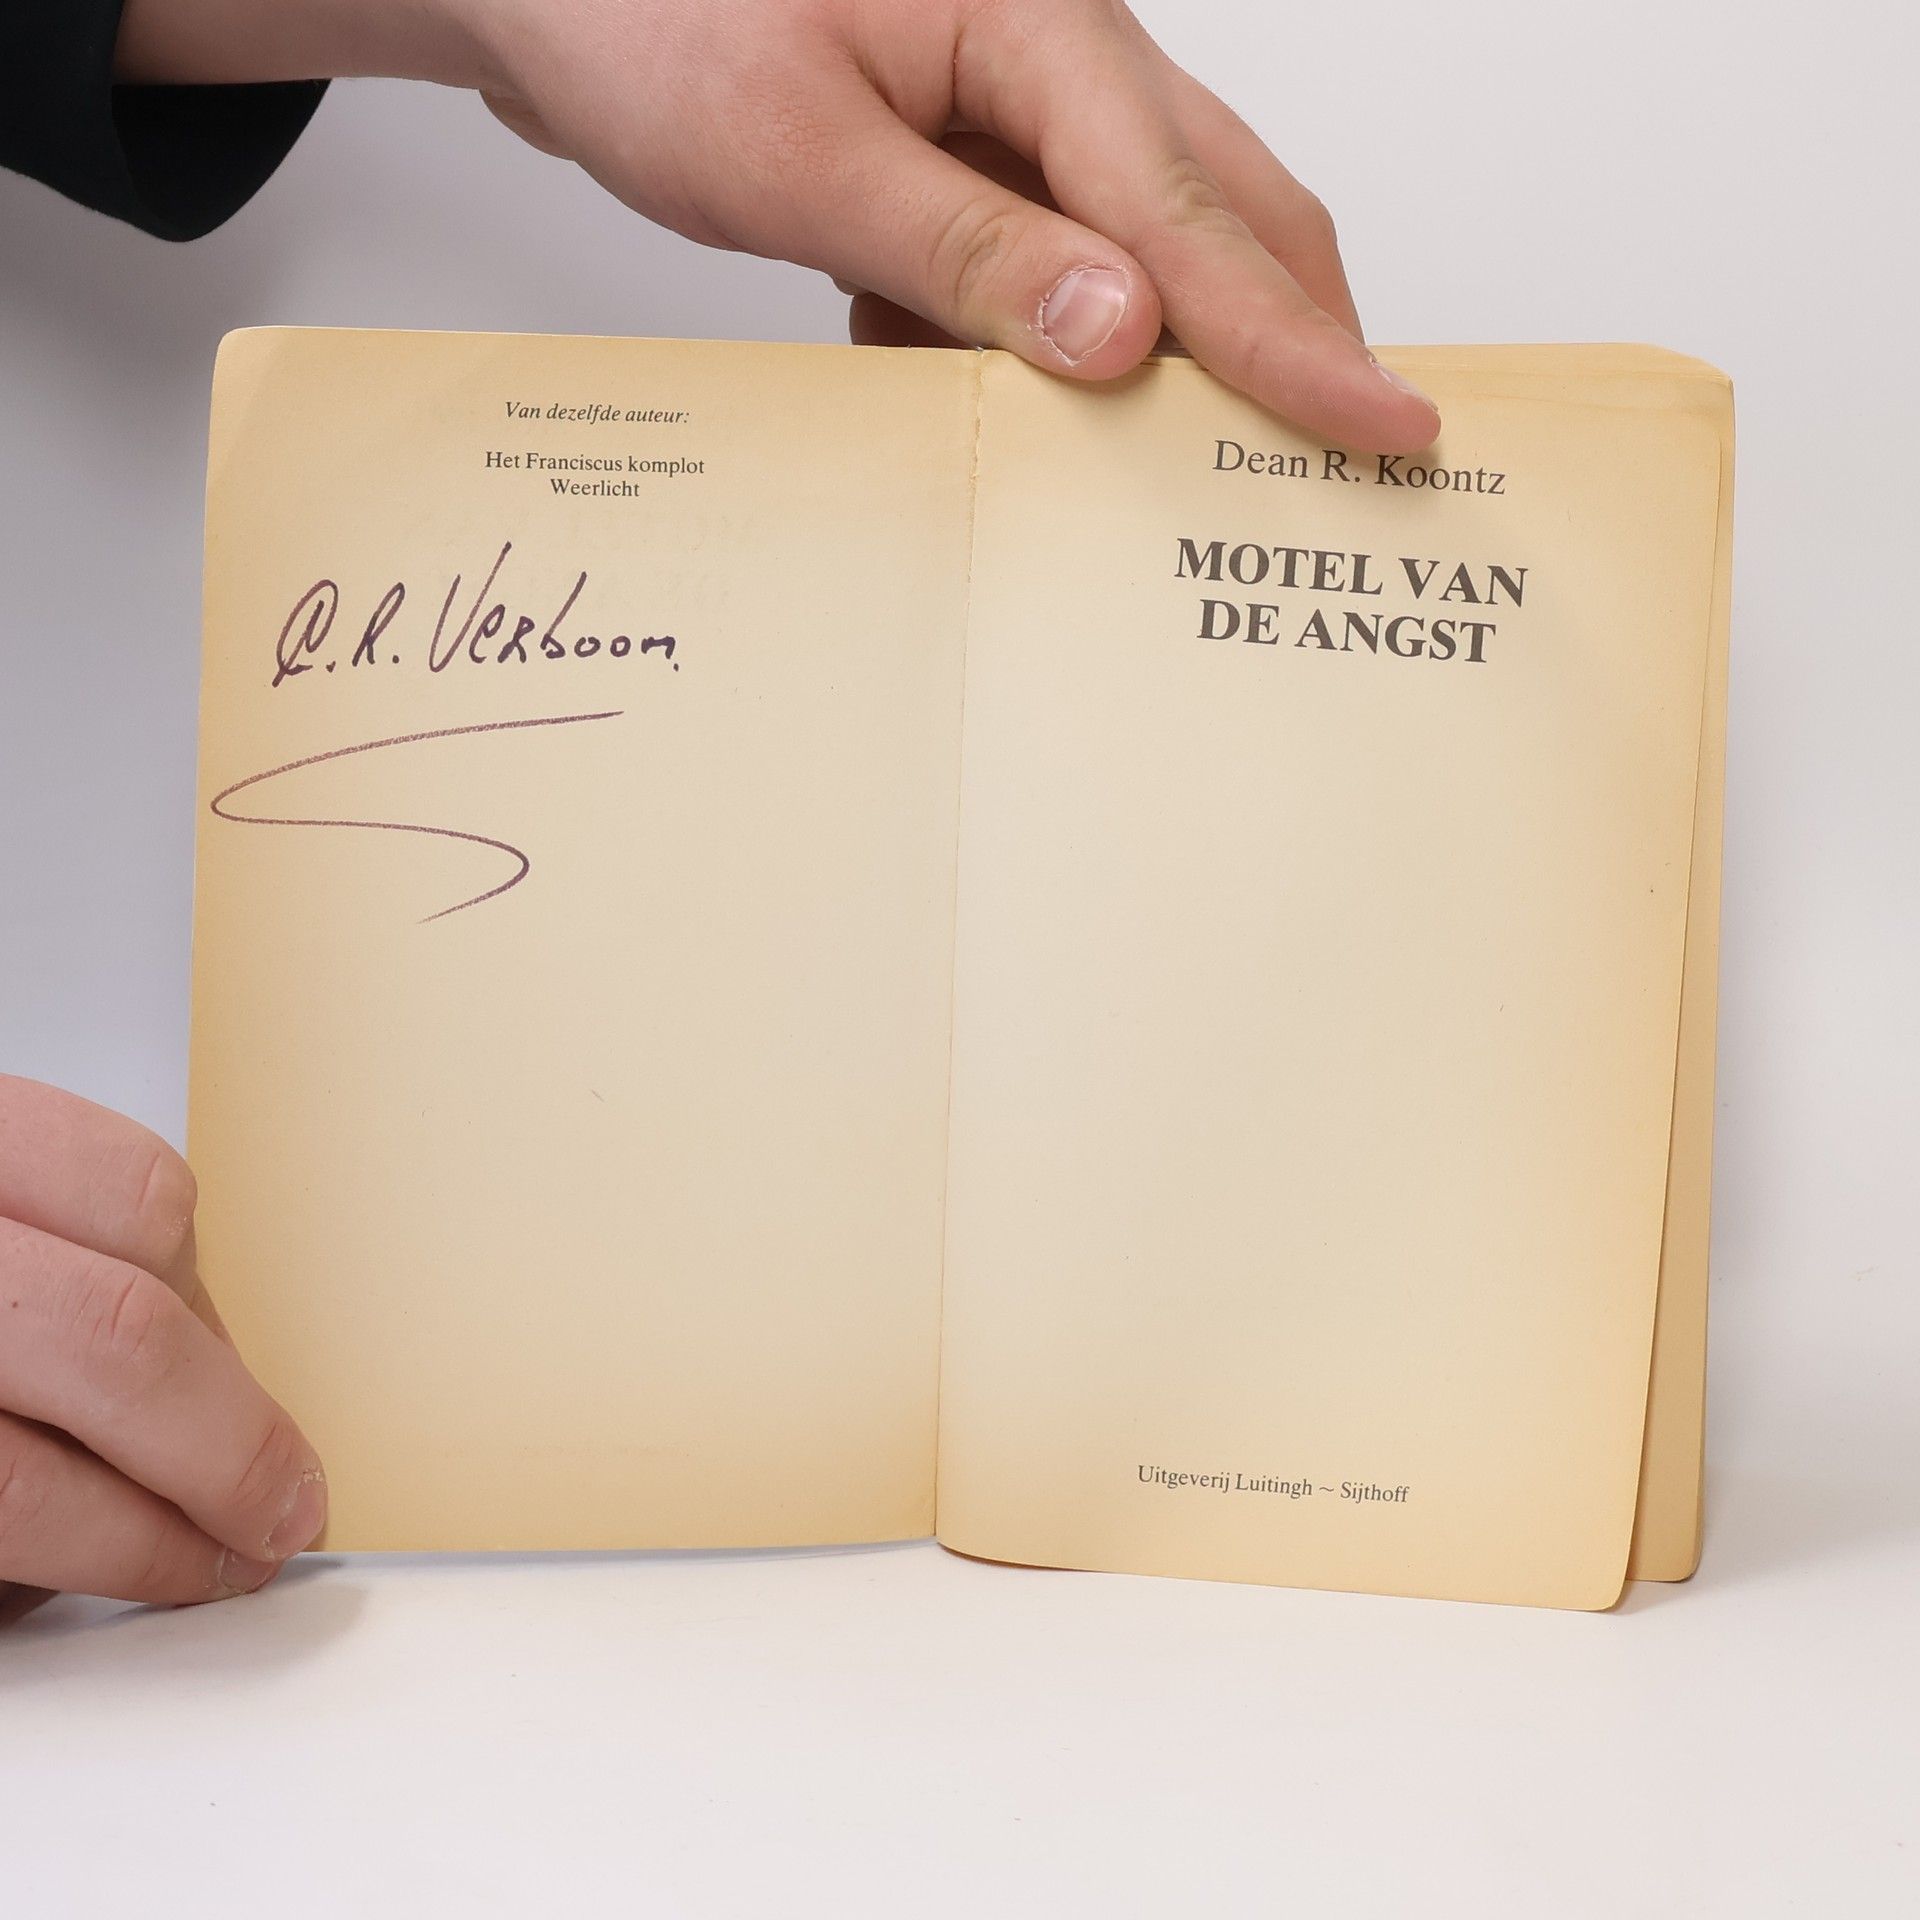 Van dezelfde auteur:
Het Franciscus komplot
Weerlicht
R. Verboom.
Dean R. Koontz
MOTEL VAN
DE ANGST
Uitgeverij Luitingh ~ Sijthoff